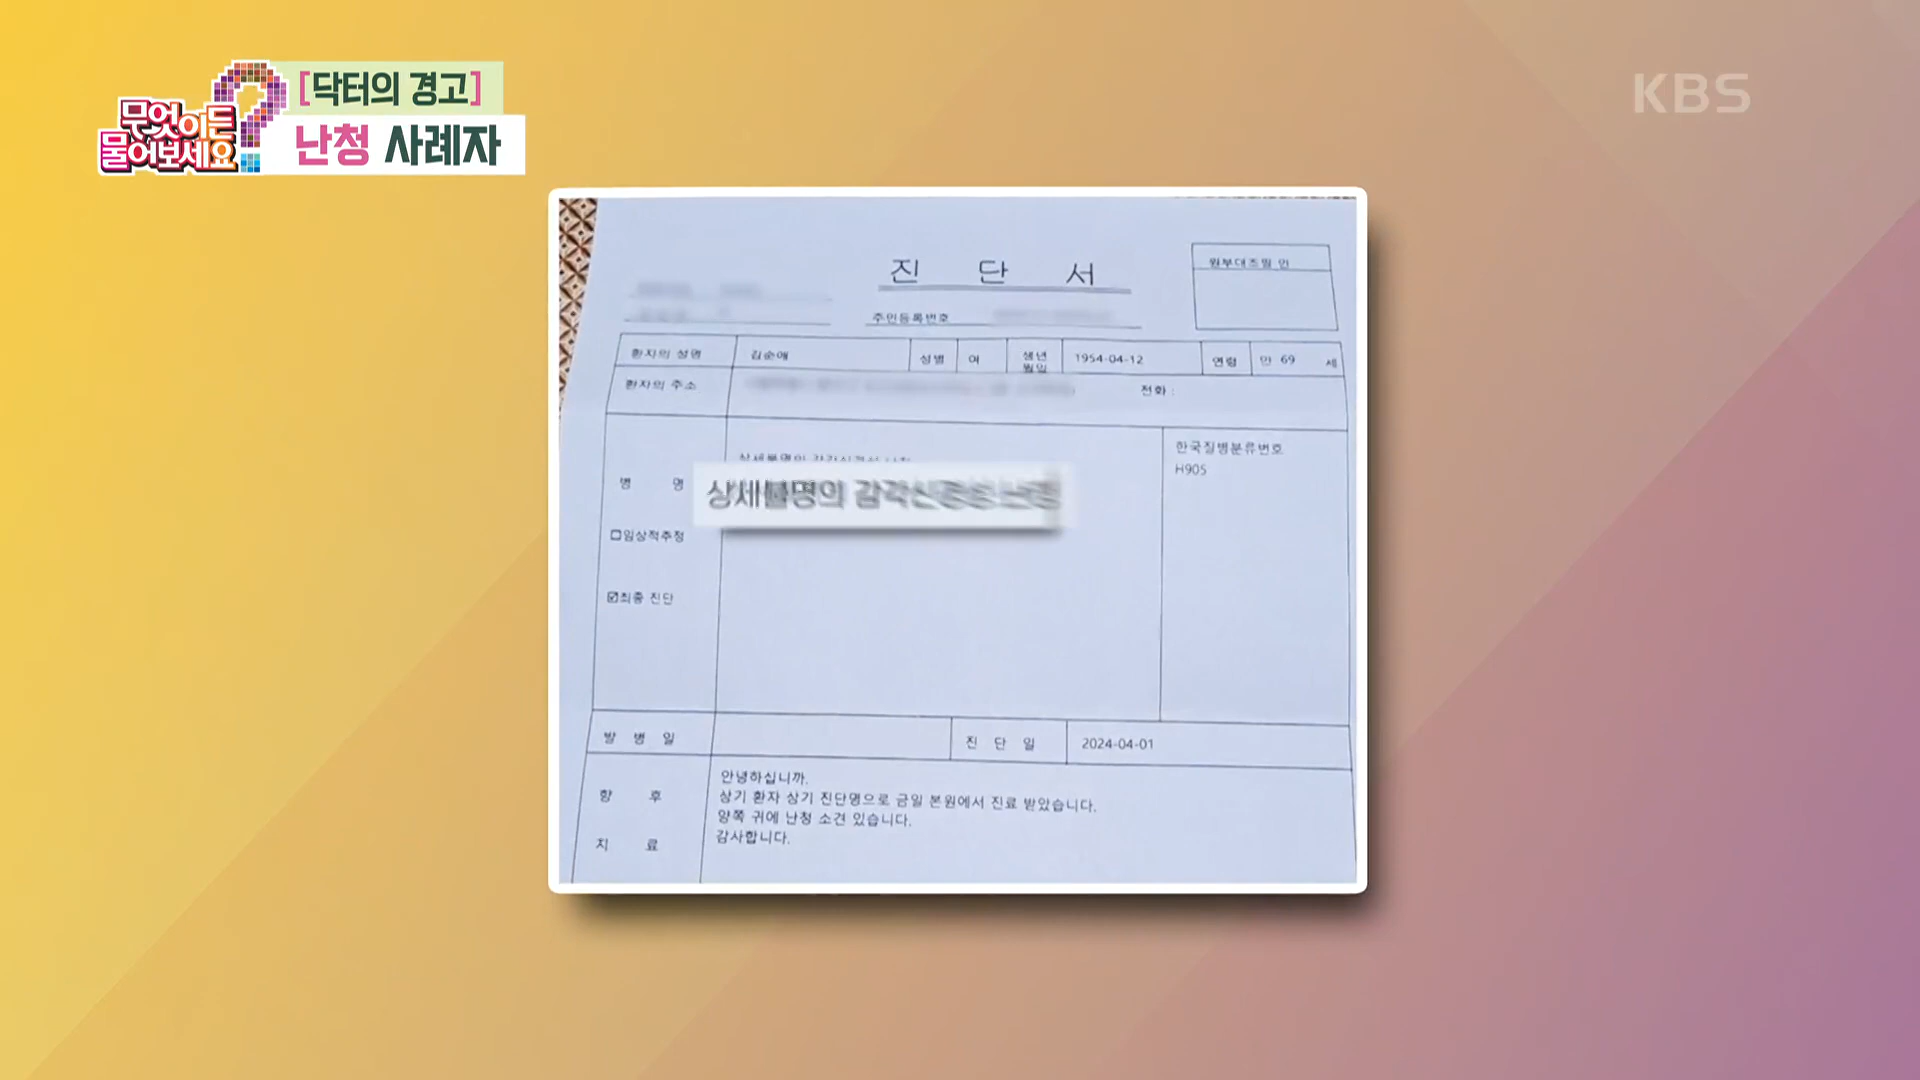 무엇이든
물어보세요
[닥터의 경고]
난청 사례자
KBS
진 단 서
원부대조필 인
주민등록번호
환자의 성명 김순애 성별 여 생년월일 1954-04-12 연령 만 69 세
환자의 주소 전화 :
한국질병분류번호
H905
병 명
상세불명의 감각신경성 난청
□임상적추정
☑최종 진단
발 병 일 진 단 일 2024-04-01
향 후
치 료
안녕하십니까.
상기 환자 상기 진단명으로 금일 본원에서 진료 받았습니다.
양쪽 귀에 난청 소견 있습니다.
감사합니다.